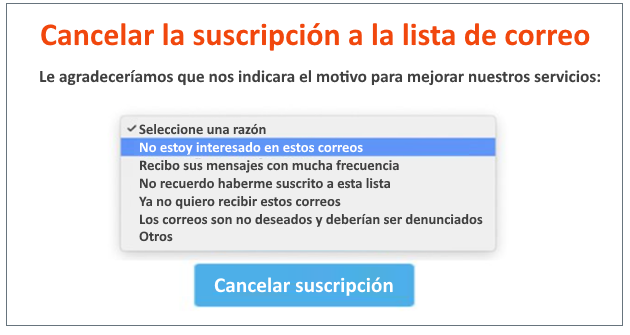 Cancelar la suscripción a la lista de correo
Le agradeceríamos que nos indicara el motivo para mejorar nuestros servicios:
✓ Seleccione una razón
No estoy interesado en estos correos
Recibo sus mensajes con mucha frecuencia
No recuerdo haberme suscrito a esta lista
Ya no quiero recibir estos correos
Los correos son no deseados y deberían ser denunciados
Otros
Cancelar suscripción